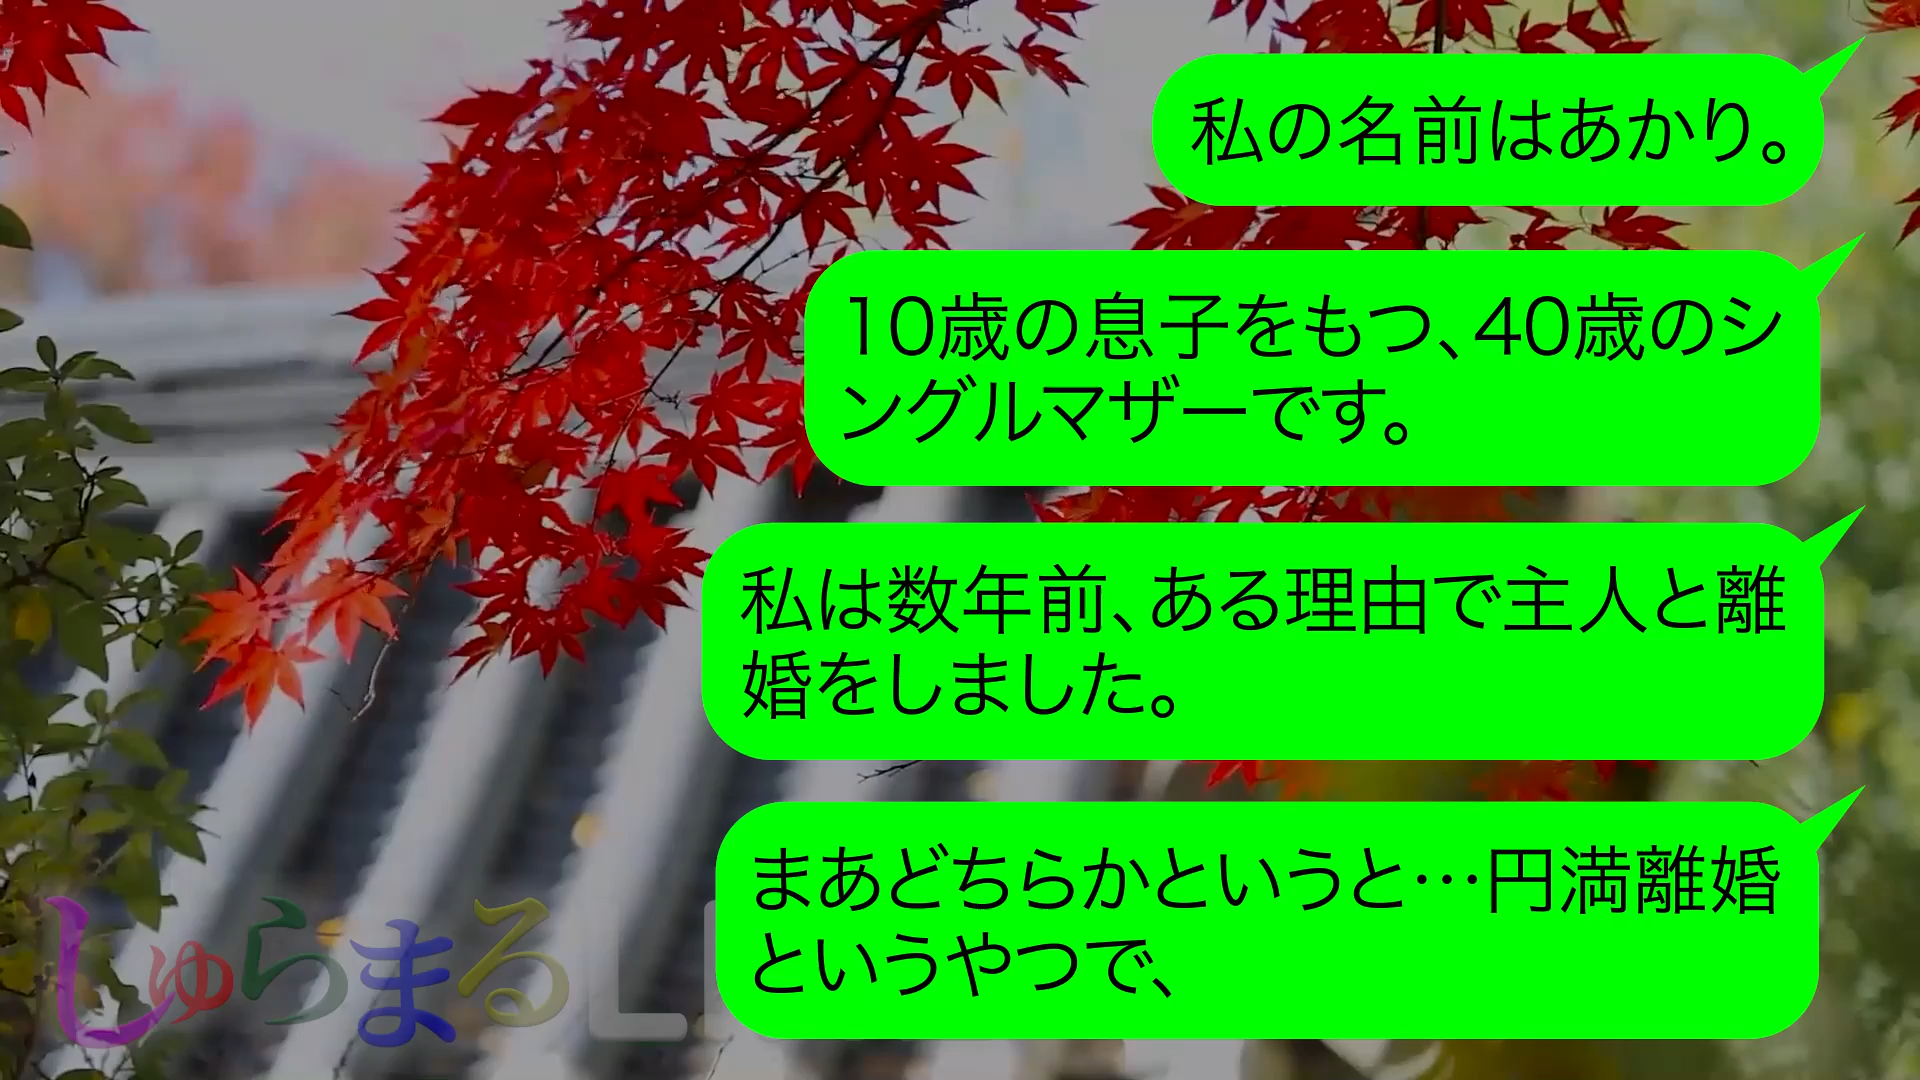 私の名前はあかり。
10歳の息子をもつ、40歳のシ
ングルマザーです。
私は数年前、ある理由で主人と離
婚をしました。
まあどちらかというと…円満離婚
というやつで、
しゅらまる